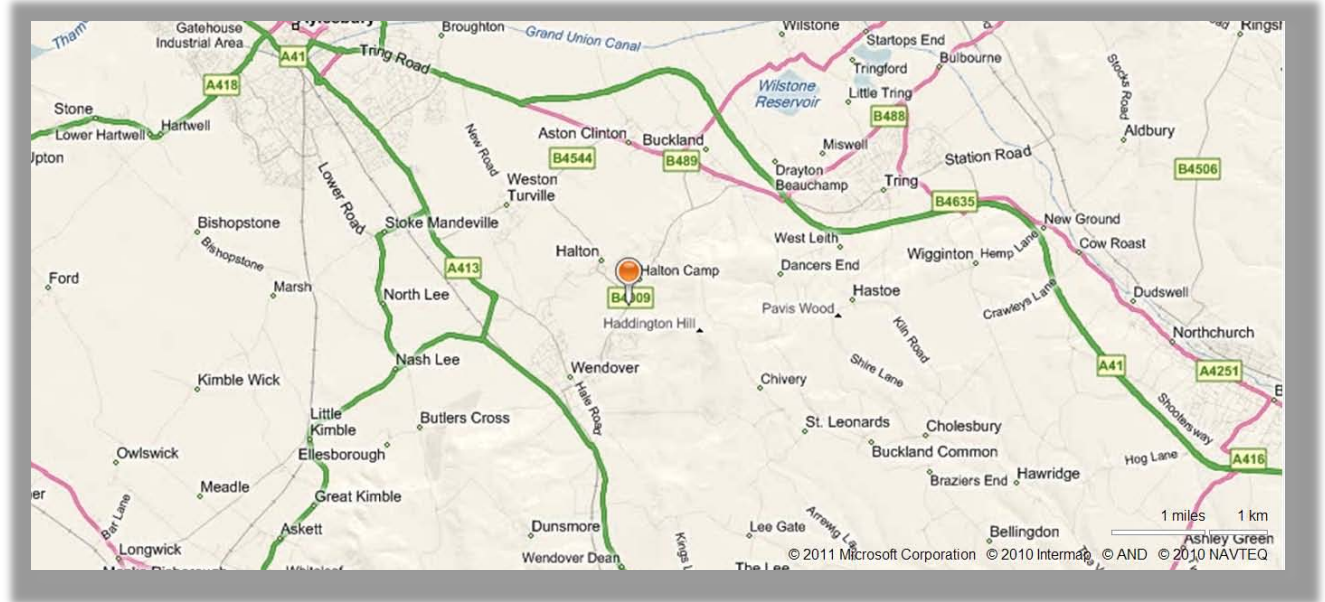 Gatehouse
Industrial Area
Broughton
Grand Union Canal
Wilstone
Startops End
Bulbourne
Tringford
A41
Tring Road
A418
Wilstone
Reservoir
Little Tring
B488
Stocks Road
Stone
Lower Hartwell
Hartwell
New Road
Aston Clinton
Buckland
Miswell
Aldbury
B4544
B489
Station Road
B4506
Lower Road
Weston
Turville
Drayton
Beauchamp
Tring
B4635
Bishopstone
Stoke Mandeville
New Ground
Bishopstone
West Leith
Cow Roast
Halton
Wigginton
Hemp Lane
Ford
A413
Halton Camp
Dancers End
Marsh
North Lee
Hastoe
Crawleys Lane
Dudswell
Haddington Hill
Pavis Wood
Kiln Road
Northchurch
Nash Lee
Wendover
Shire Lane
A41
A4251
Kimble Wick
Hale Road
Chivery
Shootersway
Little
Kimble
Butlers Cross
St. Leonards
Cholesbury
Owlswick
Ellesborough
Buckland Common
Hog Lane
A416
Meadle
Great Kimble
Braziers End
Hawridge
Bar Lane
Askett
Dunsmore
Lee Gate
Bellingdon
1 miles
1 km
Longwick
Wendover Dean
Ashley Green
The Lee
© 2011 Microsoft Corporation © 2010 Intermap © AND © 2010 NAVTEQ